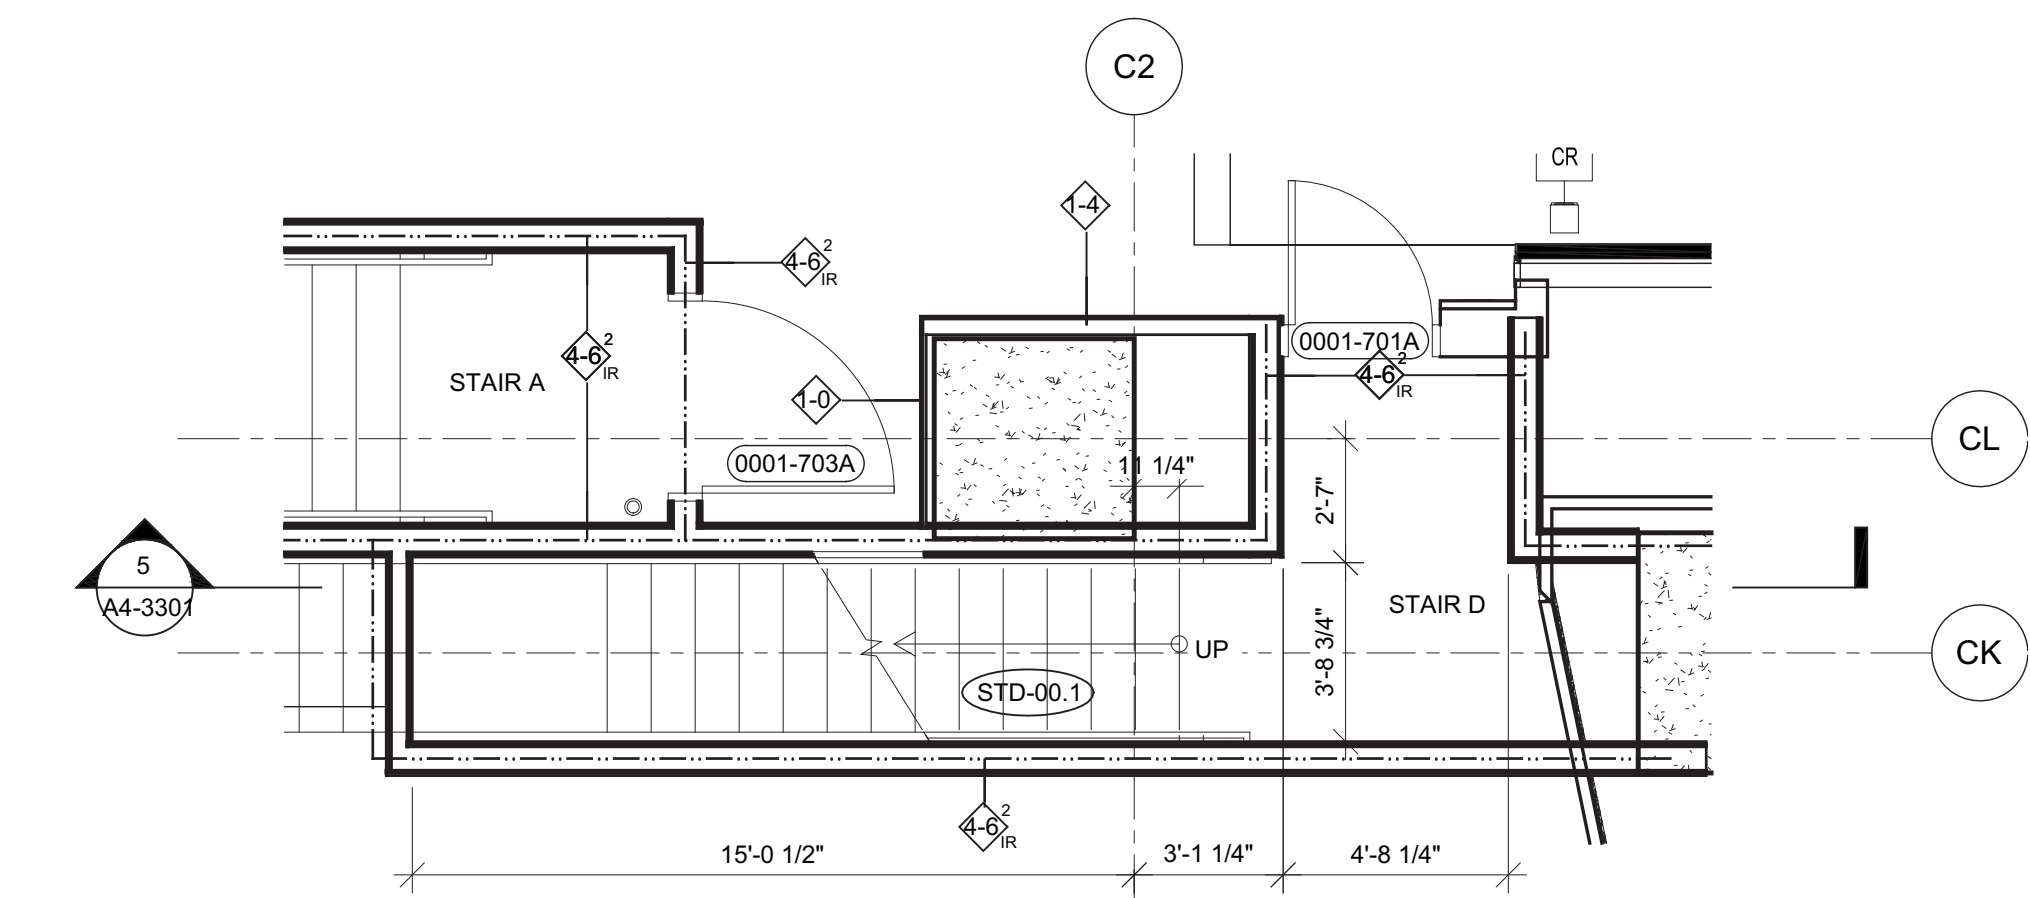 C2
CR
1-4
4-6
2
IR
0001-701A
4-6
2
IR
4-6
2
IR
STAIR A
1-0
CL
0001-703A
11 1/4"
2'-7"
5
A4-3301
STAIR D
UP
CK
3'-8 3/4"
STD-00.1
4-6
2
IR
15'-0 1/2"
3'-1 1/4"
4'-8 1/4"